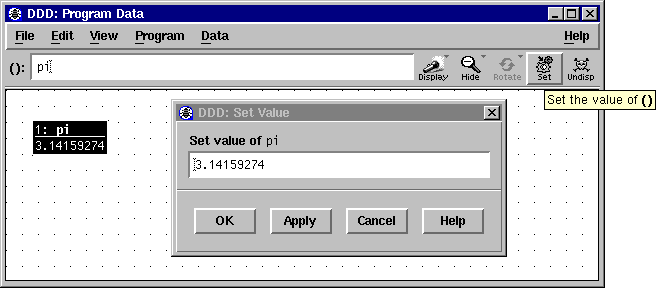 DDD: Program Data
File Edit View Program Data Help
(): pi
Display Hide Rotate Set Undisp
Set the value of ()
1: pi
3.14159274
DDD: Set Value
Set value of pi
3.14159274
OK Apply Cancel Help